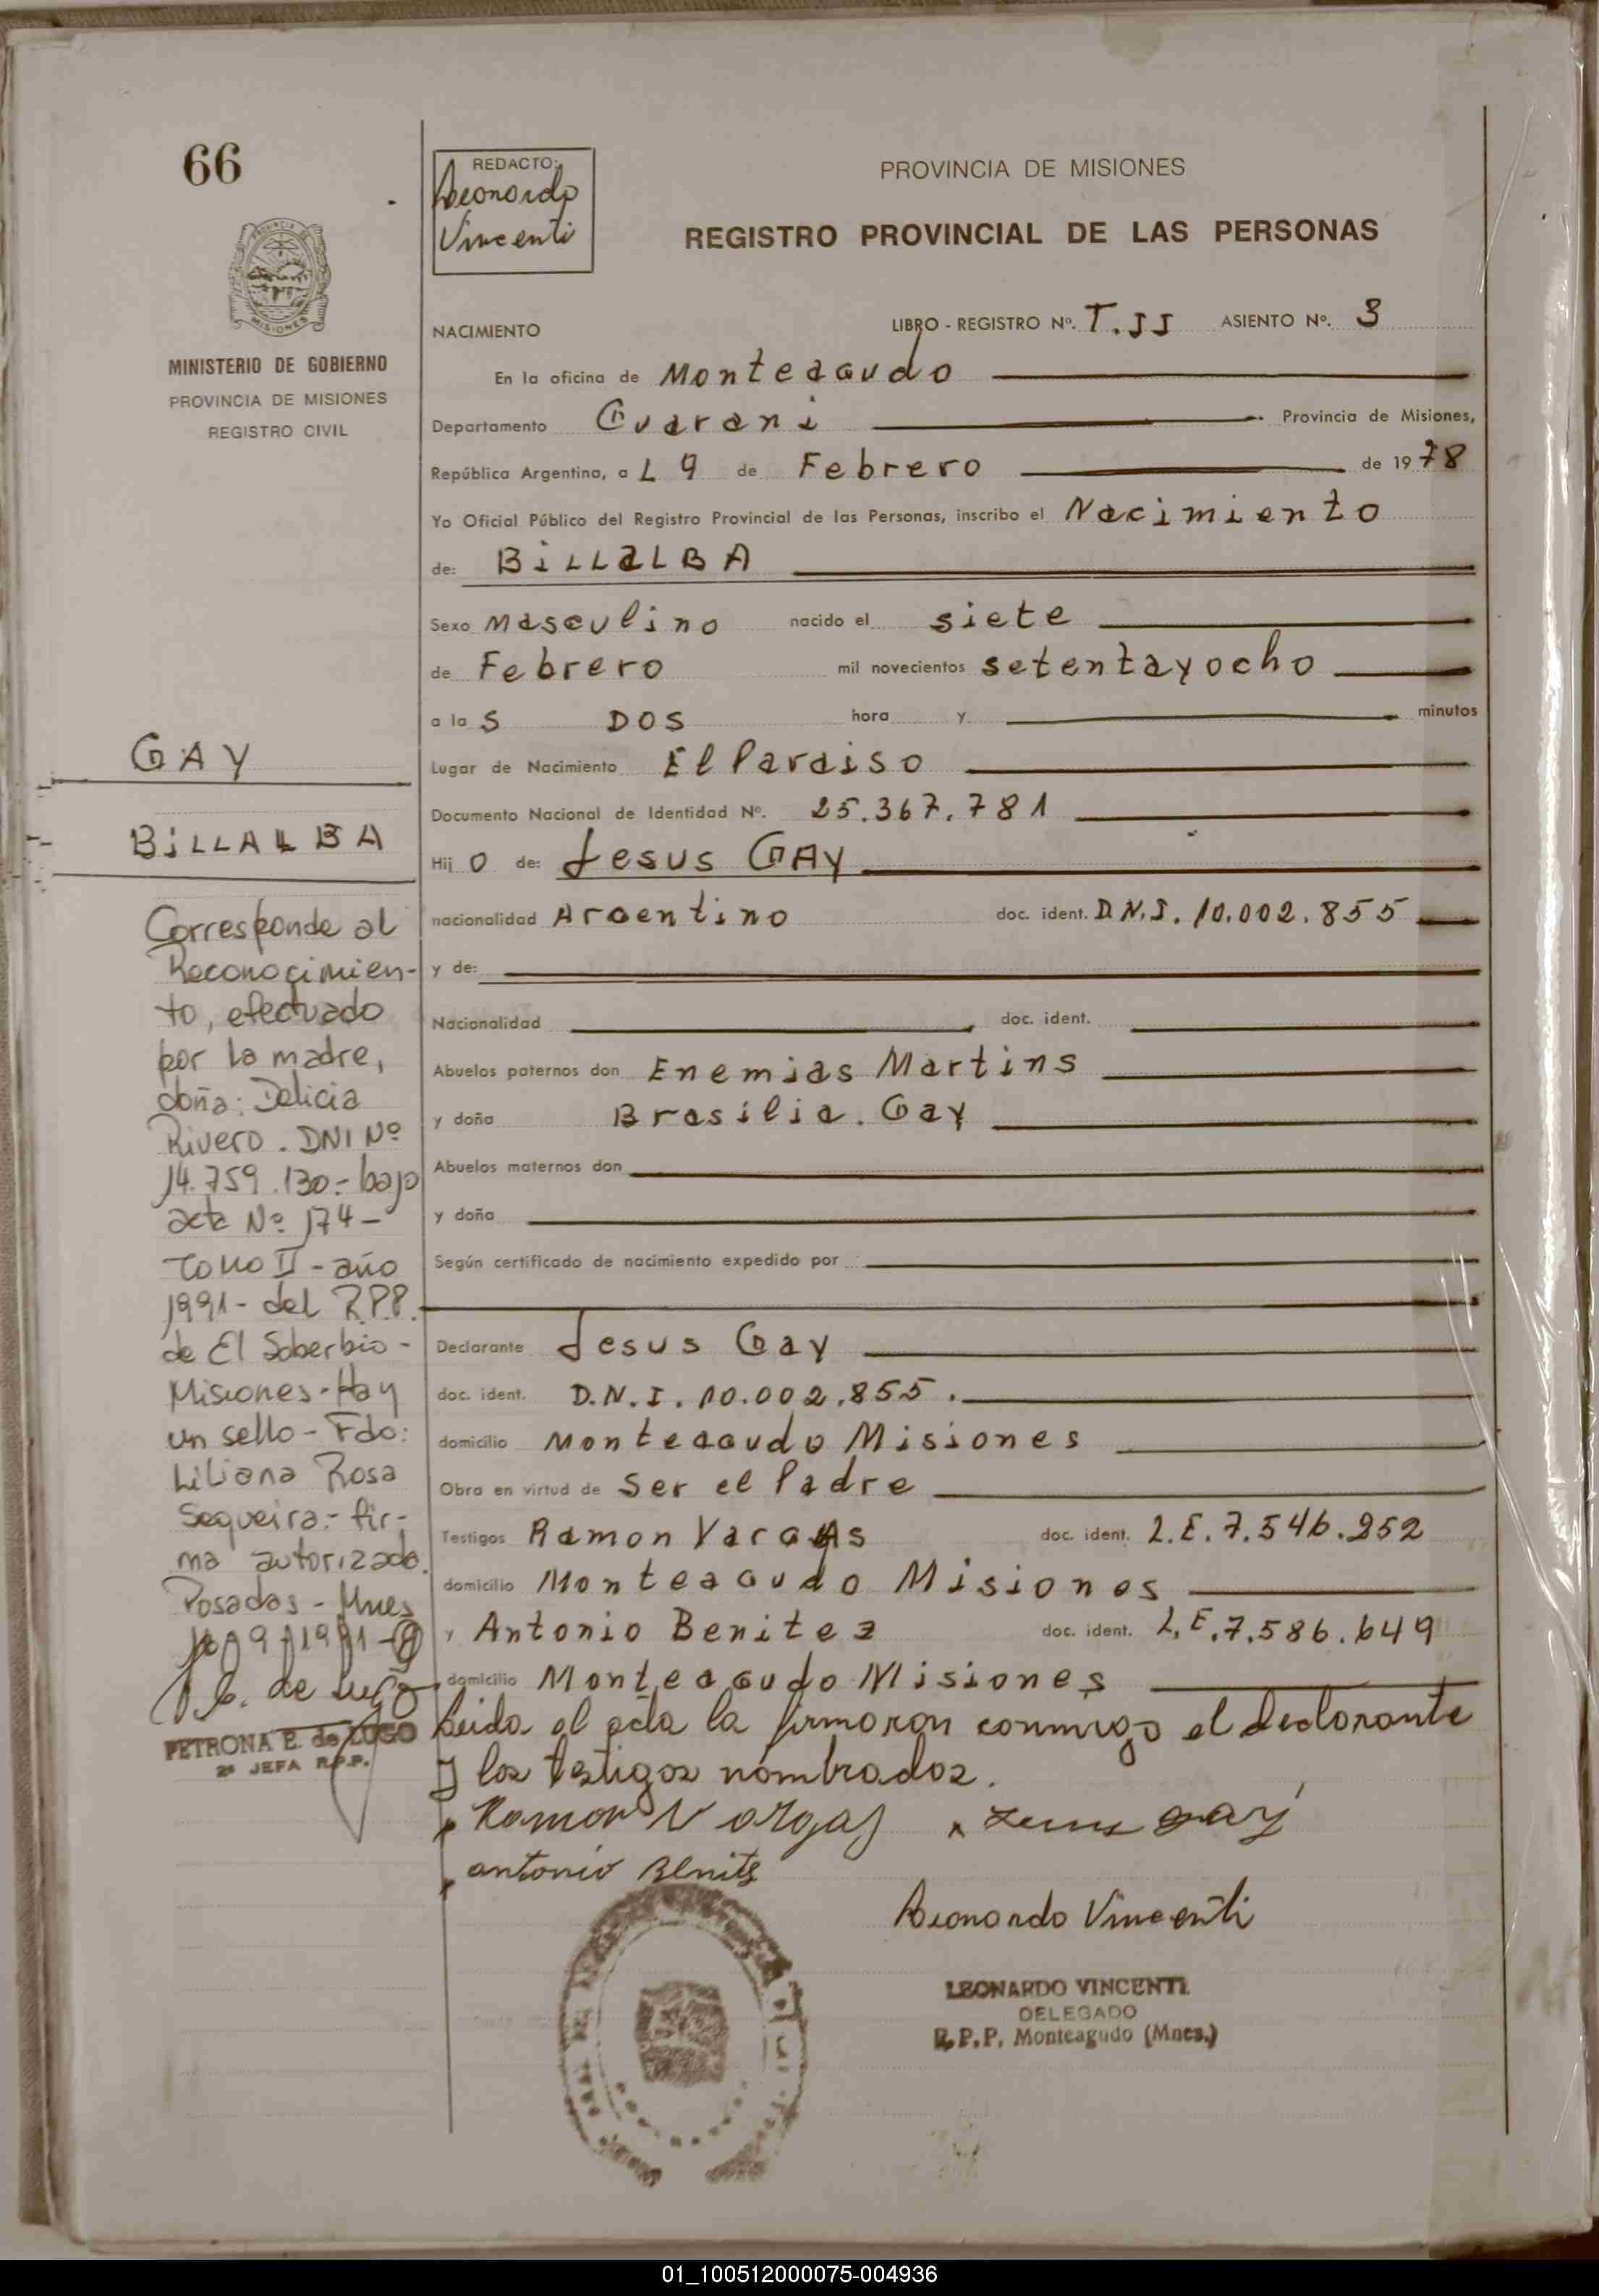 66
MINISTERIO DE GOBIERNO
PROVINCIA DE MISIONES
REGISTRO CIVIL
GAY
BiLLALBA
Corresponde al
Reconocimien-
to, efectuado
por la madre,
doña: Delicia
Rivero. DNI Nº
14.759.130.- bajo
acta Nº 174 -
TOMO II - año
1991 - del R.P.P.
de El Soberbio -
Misiones - Hay
un sello - Fdo:
Liliana Rosa
Sequeira.- fir-
ma autorizada.
Posadas - Mnes
9/1991
PETRONA E. de LUGO
2ª JEFA R.P.P.
REDACTO:
Leonardo
Vincenti
PROVINCIA DE MISIONES
REGISTRO PROVINCIAL DE LAS PERSONAS
NACIMIENTO LIBRO - REGISTRO Nº. T. II ASIENTO Nº. 3
En la oficina de Monteagudo
Departamento Guarani Provincia de Misiones,
República Argentina, a L 9 de Febrero de 1978
Yo Oficial Público del Registro Provincial de las Personas, inscribo el Nacimiento
de: BiLLaLBA
Sexo Masculino nacido el siete
de Febrero mil novecientos setentayocho
a las DOS hora y minutos
Lugar de Nacimiento El Paraiso
Documento Nacional de Identidad Nº. 25.367.781
Hijo de: Jesus GAY
nacionalidad Argentino doc. ident. D.N.I. 10.002.855
y de:
Nacionalidad doc. ident.
Abuelos paternos don Enemias Martins
y doña Brasilia. Gay
Abuelos maternos don
y doña
Según certificado de nacimiento expedido por
Declarante Jesus Gay
doc. ident. D.N.I. 10.002.855.
domicilio Monteagudo Misiones
Obra en virtud de Ser el Padre
Testigos Ramon Vargas doc. ident. L.E. 7.546.252
domicilio Monteagudo Misiones
y Antonio Benitez doc. ident. L.E. 7.586.649
domicilio Monteagudo Misiones
Leida el acta la firmaron conmigo el declarante
y los testigos nombrados.
Ramon Vargas Jesus Gay
antonio Benits
Leonardo Vincenti
LEONARDO VINCENTI
DELEGADO
R.P.P. Monteagudo (Mnes.)
01_100512000075-004936